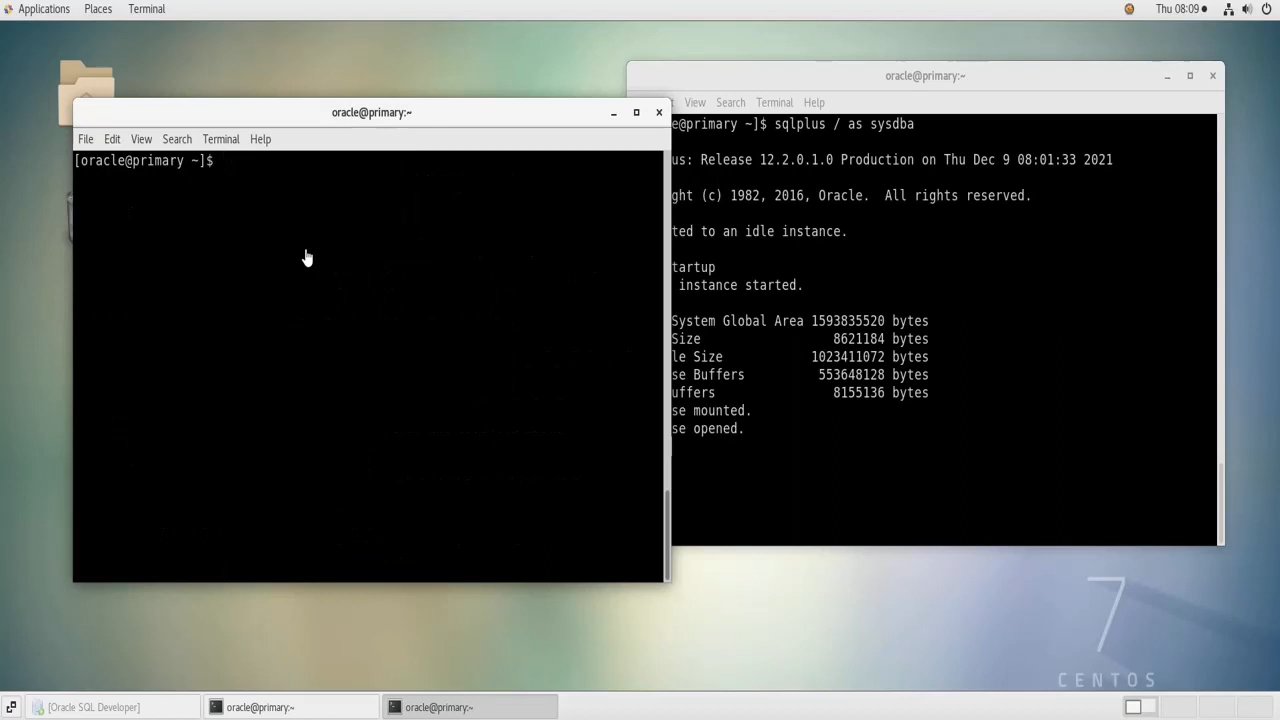 Applications Places Terminal
Thu 08:09
oracle@primary:~
File Edit View Search Terminal Help
[oracle@primary ~]$
oracle@primary:~
View Search Terminal Help
e@primary ~]$ sqlplus / as sysdba
us: Release 12.2.0.1.0 Production on Thu Dec 9 08:01:33 2021
ght (c) 1982, 2016, Oracle. All rights reserved.
ted to an idle instance.
tartup
instance started.
System Global Area 1593835520 bytes
Size 8621184 bytes
le Size 1023411072 bytes
se Buffers 553648128 bytes
uffers 8155136 bytes
se mounted.
se opened.
7
CENTOS
[Oracle SQL Developer]
oracle@primary:~
oracle@primary:~